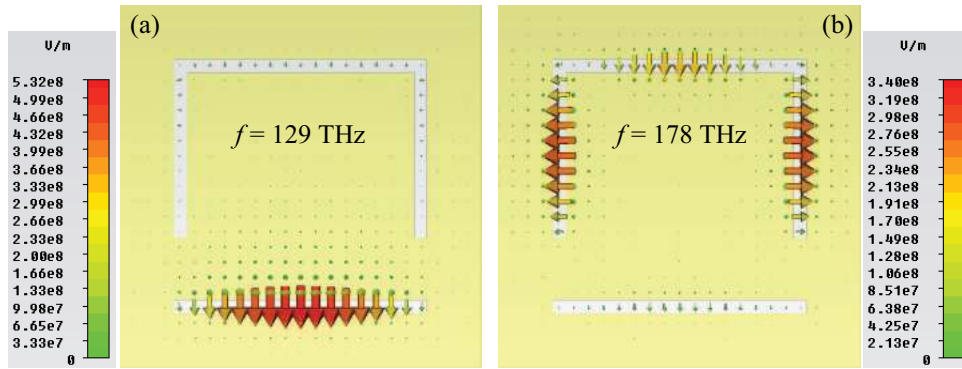 V/m
5.32e8
4.99e8
4.66e8
4.32e8
3.99e8
3.66e8
3.33e8
2.99e8
2.66e8
2.33e8
2.00e8
1.66e8
1.33e8
9.98e7
6.65e7
3.33e7
0
(a)
f = 129 THz
(b)
f = 178 THz
V/m
3.40e8
3.19e8
2.98e8
2.76e8
2.55e8
2.34e8
2.13e8
1.91e8
1.70e8
1.49e8
1.28e8
1.06e8
8.51e7
6.38e7
4.25e7
2.13e7
0